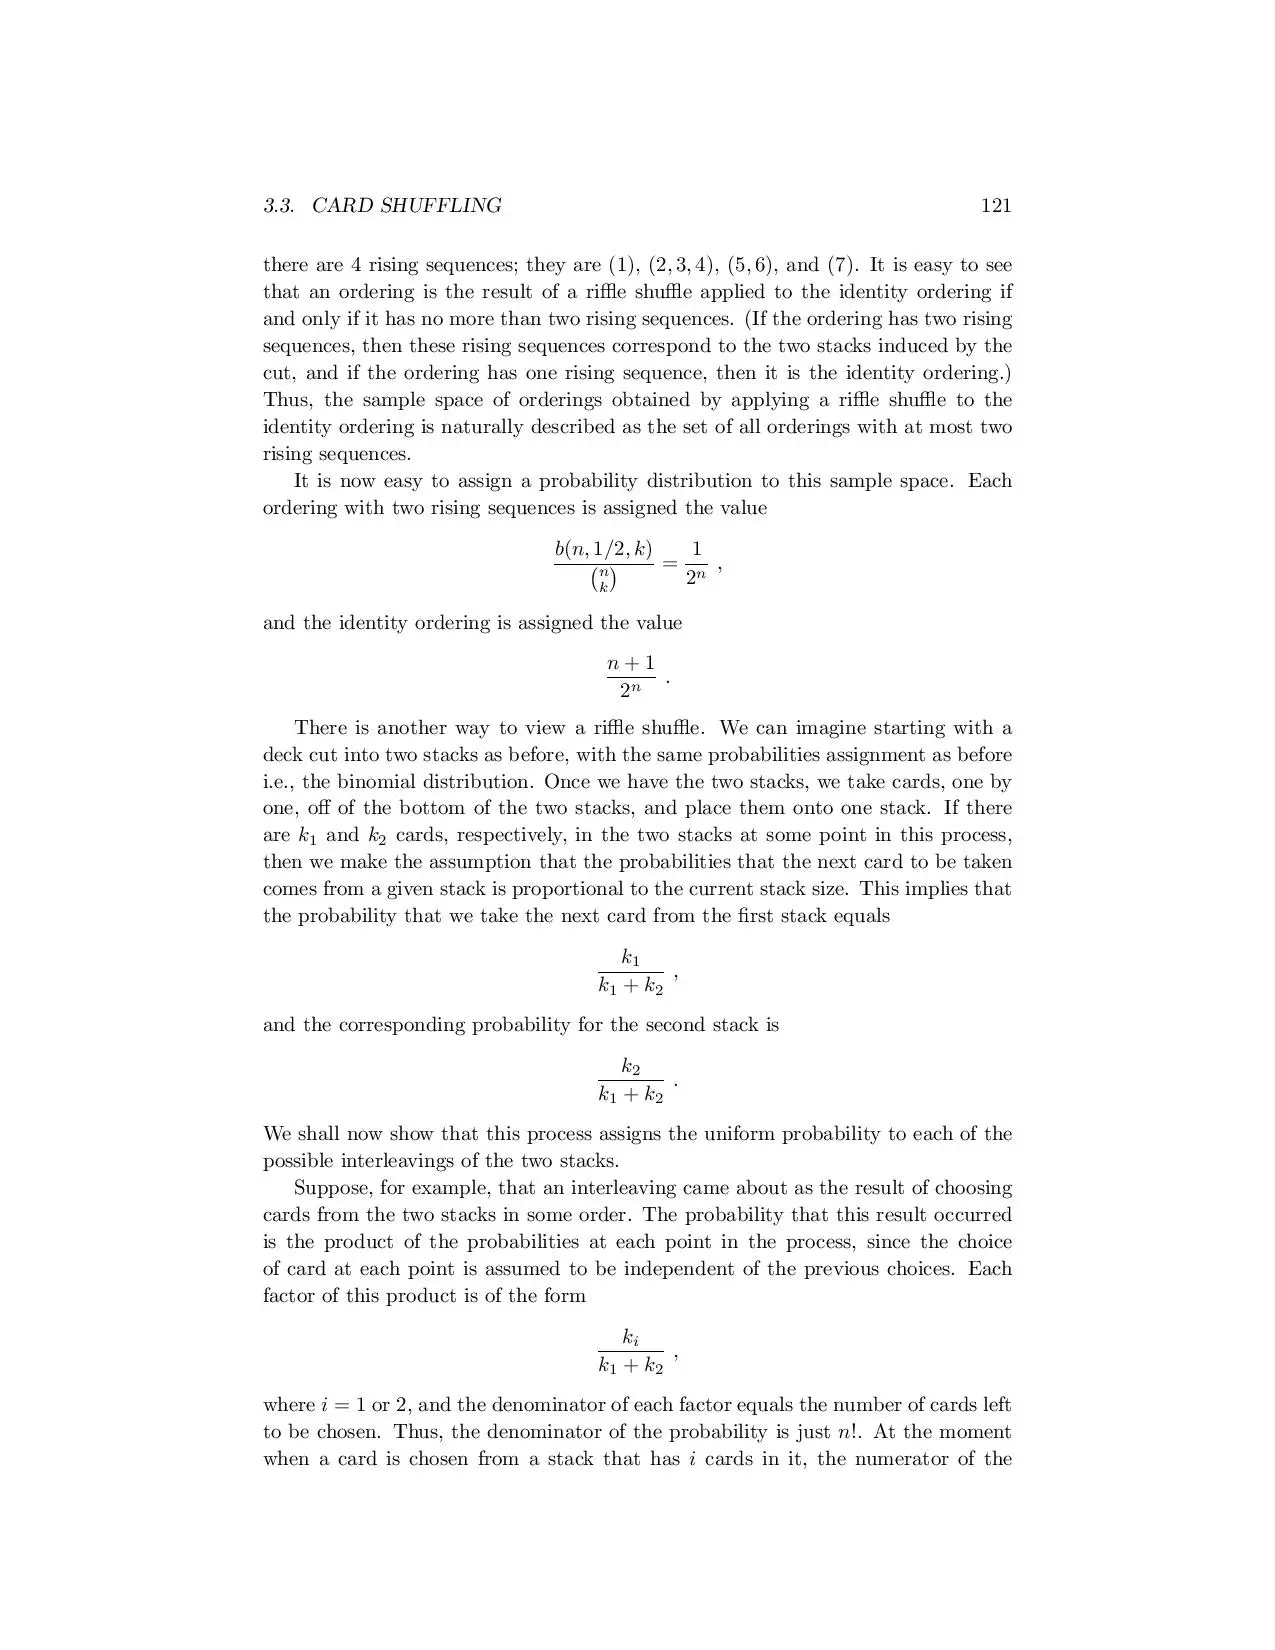 3.3. CARD SHUFFLING 121
there are 4 rising sequences; they are (1), (2, 3, 4), (5, 6), and (7). It is easy to see
that an ordering is the result of a riffle shuffle applied to the identity ordering if
and only if it has no more than two rising sequences. (If the ordering has two rising
sequences, then these rising sequences correspond to the two stacks induced by the
cut, and if the ordering has one rising sequence, then it is the identity ordering.)
Thus, the sample space of orderings obtained by applying a riffle shuffle to the
identity ordering is naturally described as the set of all orderings with at most two
rising sequences.
It is now easy to assign a probability distribution to this sample space. Each
ordering with two rising sequences is assigned the value
\frac{b(n, 1/2, k)}{\binom{n}{k}} = \frac{1}{2^n} ,
and the identity ordering is assigned the value
\frac{n + 1}{2^n} .
There is another way to view a riffle shuffle. We can imagine starting with a
deck cut into two stacks as before, with the same probabilities assignment as before
i.e., the binomial distribution. Once we have the two stacks, we take cards, one by
one, off of the bottom of the two stacks, and place them onto one stack. If there
are k₁ and k₂ cards, respectively, in the two stacks at some point in this process,
then we make the assumption that the probabilities that the next card to be taken
comes from a given stack is proportional to the current stack size. This implies that
the probability that we take the next card from the first stack equals
\frac{k_1}{k_1 + k_2} ,
and the corresponding probability for the second stack is
\frac{k_2}{k_1 + k_2} .
We shall now show that this process assigns the uniform probability to each of the
possible interleavings of the two stacks.
Suppose, for example, that an interleaving came about as the result of choosing
cards from the two stacks in some order. The probability that this result occurred
is the product of the probabilities at each point in the process, since the choice
of card at each point is assumed to be independent of the previous choices. Each
factor of this product is of the form
\frac{k_i}{k_1 + k_2} ,
where i = 1 or 2, and the denominator of each factor equals the number of cards left
to be chosen. Thus, the denominator of the probability is just n!. At the moment
when a card is chosen from a stack that has i cards in it, the numerator of the